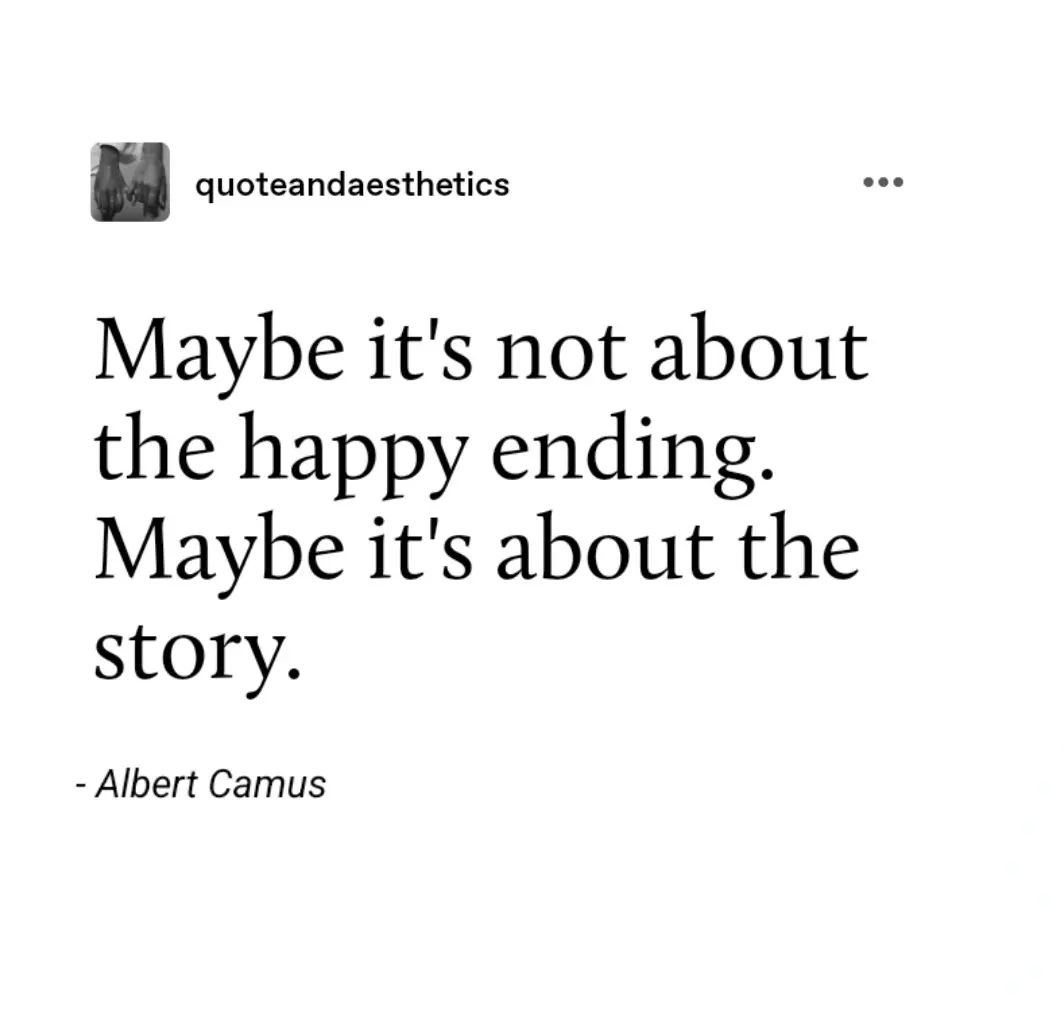 quoteandaesthetics
Maybe it's not about
the happy ending.
Maybe it's about the
story.
- Albert Camus